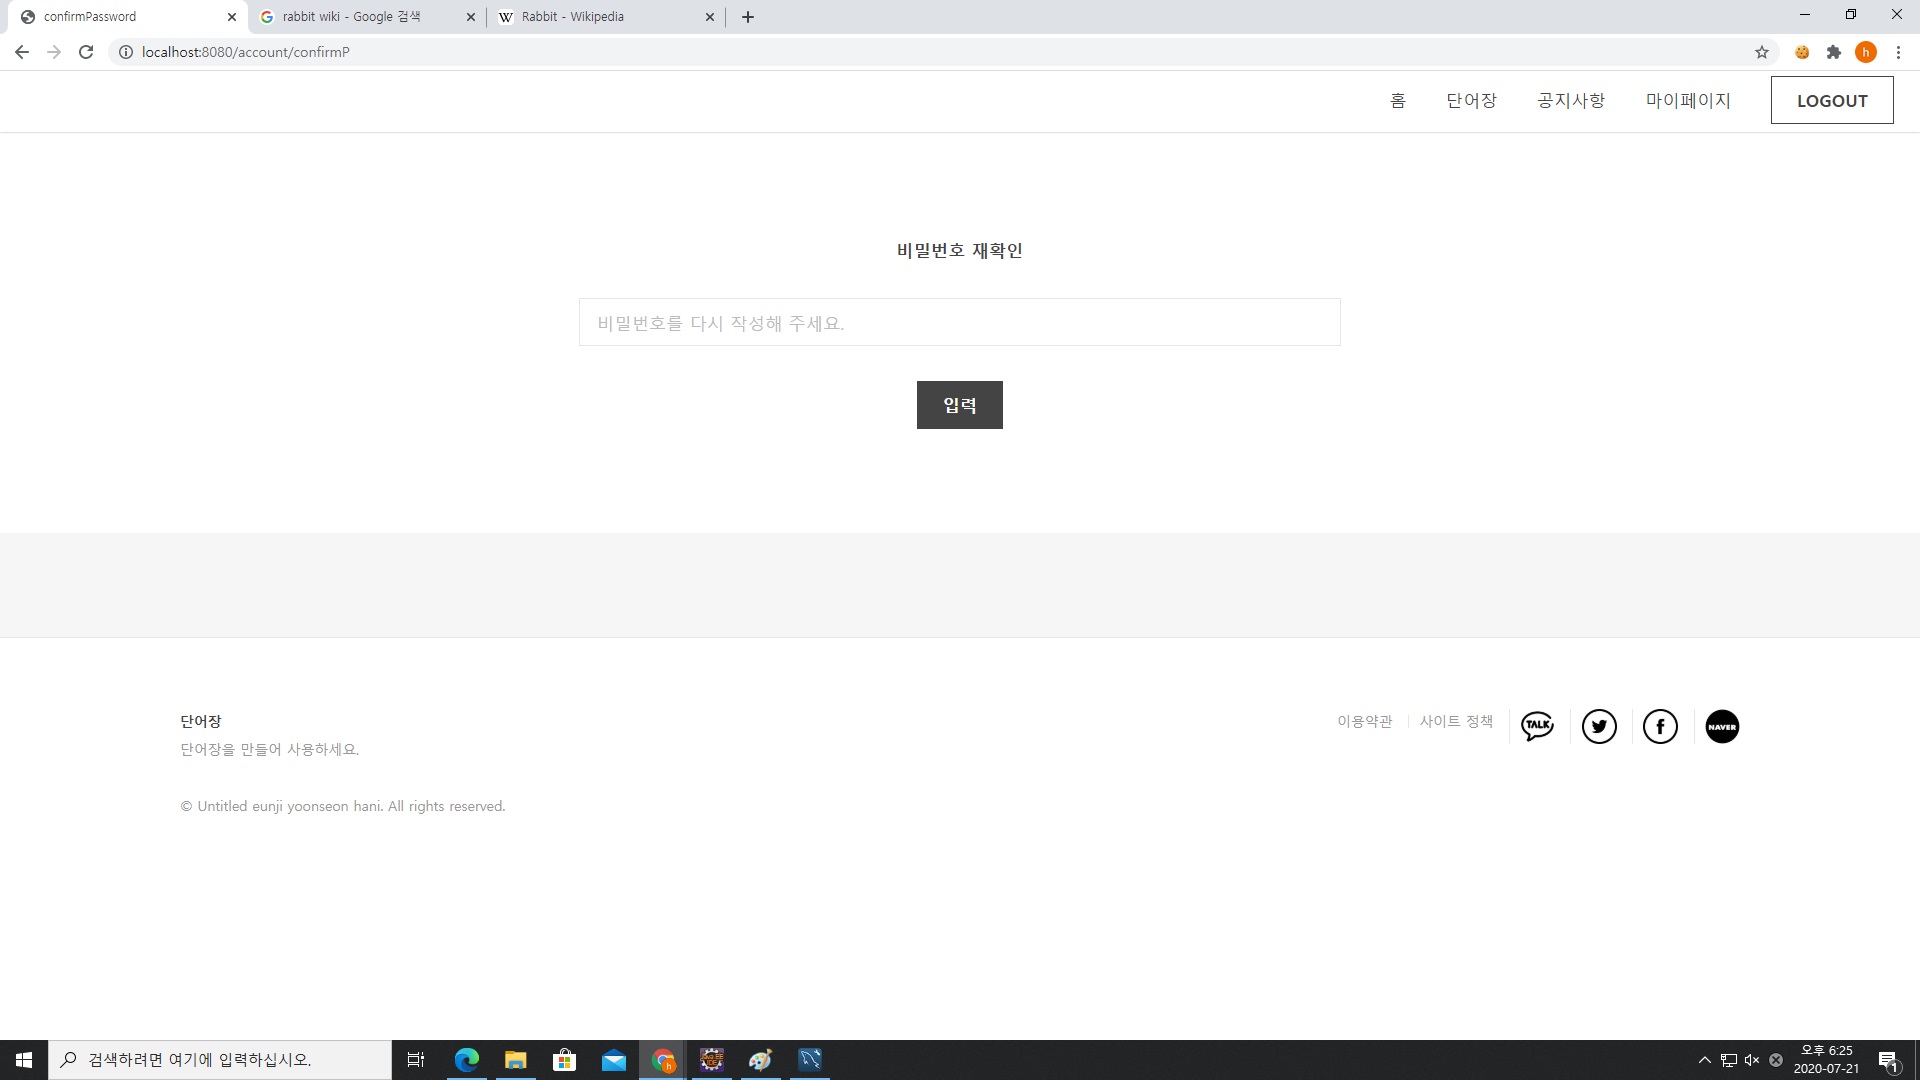 confirmPassword
rabbit wiki - Google 검색
W Rabbit - Wikipedia
localhost:8080/account/confirmP
h
홈 단어장 공지사항 마이페이지 LOGOUT
비밀번호 재확인
비밀번호를 다시 작성해 주세요.
입력
단어장
이용약관 사이트 정책 TALK f NAVER
단어장을 만들어 사용하세요.
© Untitled eunji yoonseon hani. All rights reserved.
검색하려면 여기에 입력하십시오.
h
Java EE IDE
오후 6:25
2020-07-21
1